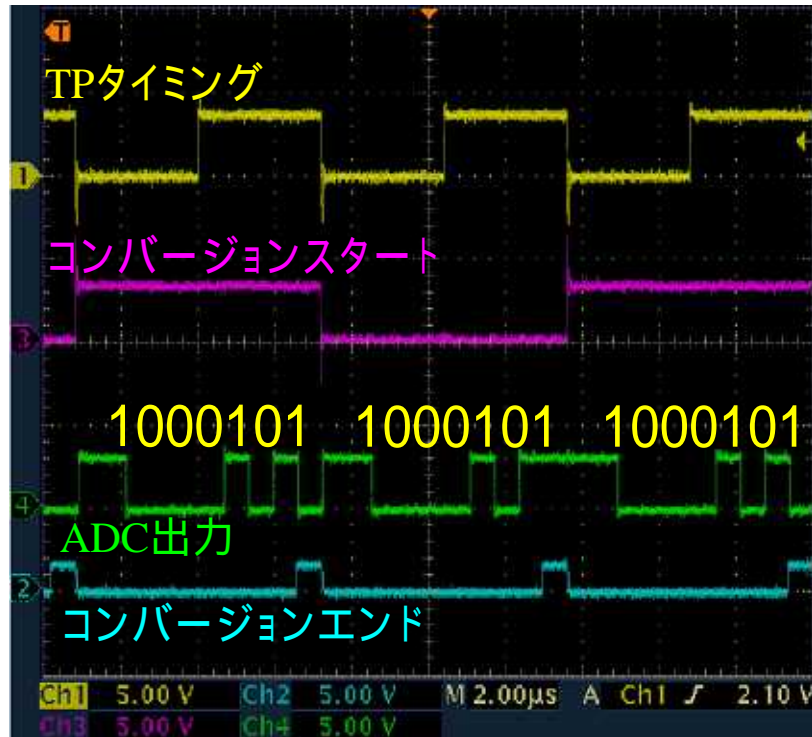 T
TPタイミング
1
コンバージョンスタート
3
1000101 1000101 1000101
4
ADC出力
2
コンバージョンエンド
Ch1 5.00 V Ch2 5.00 V M 2.00µs A Ch1 ʃ 2.10 V
Ch3 5.00 V Ch4 5.00 V